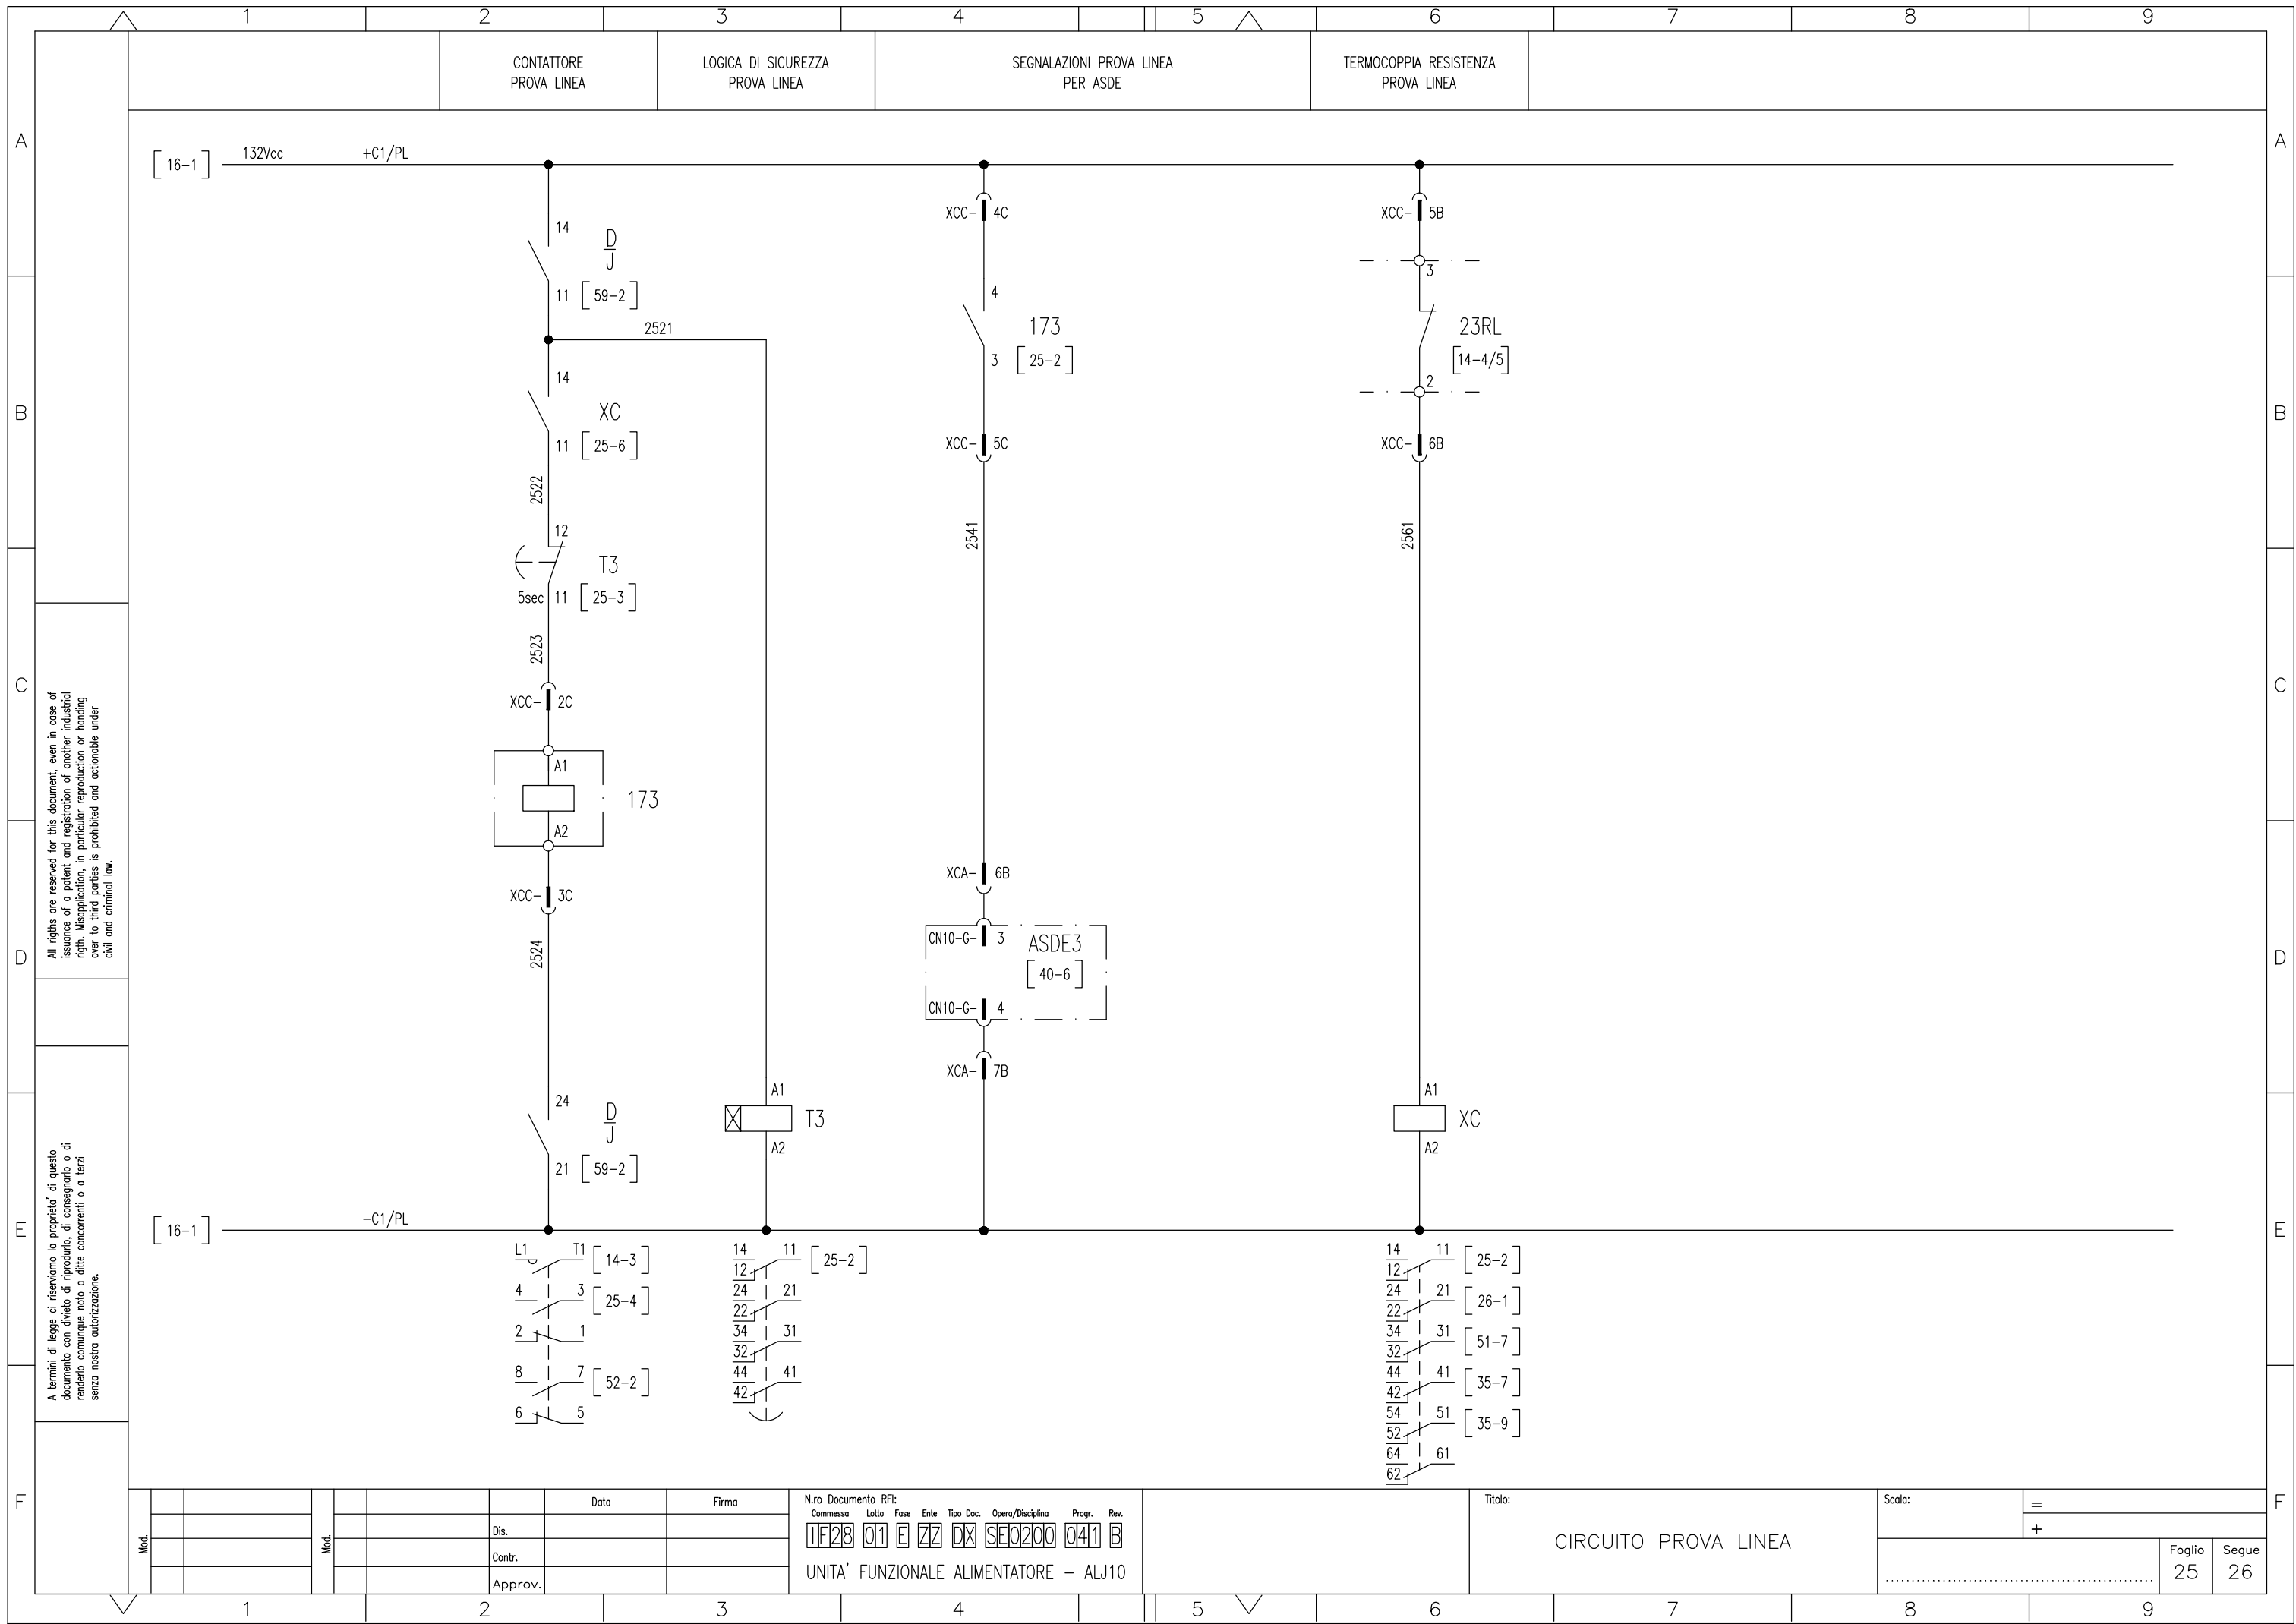 1 2 3 4 5 6 7 8 9
CONTATTORE
PROVA LINEA
LOGICA DI SICUREZZA
PROVA LINEA
SEGNALAZIONI PROVA LINEA
PER ASDE
TERMOCOPPIA RESISTENZA
PROVA LINEA
A
A
[ 16-1 ] 132Vcc +C1/PL
14
D
J
11 [ 59-2 ]
2521
14
XC
11 [ 25-6 ]
2522
12
T3
5sec 11 [ 25-3 ]
2523
XCC- 2C
A1
173
A2
XCC- 3C
2524
24
D
J
21 [ 59-2 ]
A1
T3
A2
XCC- 4C
4
173
3 [ 25-2 ]
XCC- 5C
2541
XCA- 6B
CN10-G- 3
ASDE3
[ 40-6 ]
CN10-G- 4
XCA- 7B
XCC- 5B
3
23RL
[14-4/5]
2
XCC- 6B
2561
A1
XC
A2
B
B
C
C
D
D
E
E
F
F
[ 16-1 ] -C1/PL
L1 T1 [ 14-3 ]
4 3 [ 25-4 ]
2 1
8 7 [ 52-2 ]
6 5
14 11 [ 25-2 ]
12
24 21
22
34 31
32
44 41
42
14 11 [ 25-2 ]
12
24 21 [ 26-1 ]
22
34 31 [ 51-7 ]
32
44 41 [ 35-7 ]
42
54 51 [ 35-9 ]
52
64 61
62
All rigths are reserved for this document, even in case of
issuance of a patent and registration of another industrial
rigth. Misapplication, in particular reproduction or handing
over to third parties is prohibited and actionable under
civil and criminal law.
A termini di legge ci riserviamo la proprieta' di questo
documento con divieto di riprodurlo, di consegnarlo o di
renderlo comunque noto a ditte concorrenti o a terzi
senza nostra autorizzazione.
Mod.
Mod.
Data Firma
Dis.
Contr.
Approv.
N.ro Documento RFI:
Commessa Lotto Fase Ente Tipo Doc. Opera/Disciplina Progr. Rev.
IF28 01 E ZZ DX SE0200 041 B
UNITA' FUNZIONALE ALIMENTATORE - ALJ10
Titolo:
CIRCUITO PROVA LINEA
Scala:
=
+
Foglio
25
Segue
26
1 2 3 4 5 6 7 8 9